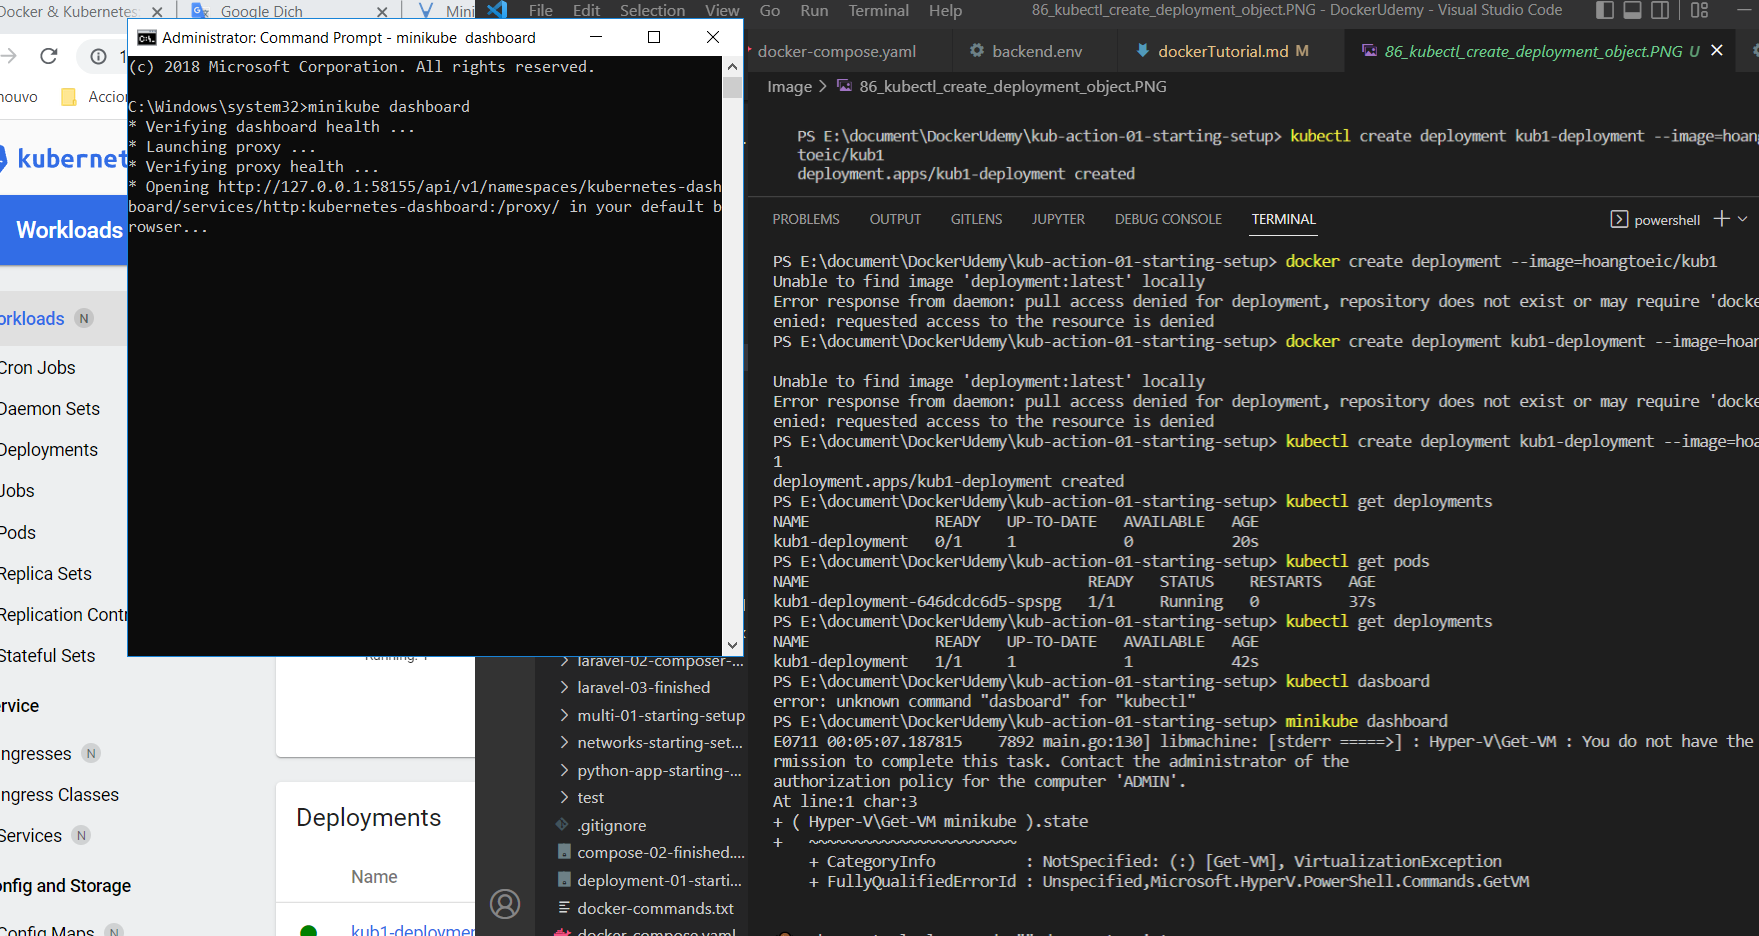 Docker & Kubernetes
Google Dich
Mini
File Edit Selection View Go Run Terminal Help
86_kubectl_create_deployment_object.PNG - DockerUdemy - Visual Studio Code
Administrator: Command Prompt - minikube  dashboard
(c) 2018 Microsoft Corporation. All rights reserved.
C:\Windows\system32>minikube dashboard
* Verifying dashboard health ...
* Launching proxy ...
* Verifying proxy health ...
* Opening http://127.0.0.1:58155/api/v1/namespaces/kubernetes-dash
board/services/http:kubernetes-dashboard:/proxy/ in your default b
rowser...
1
nouvo
Accio
kubernet
Workloads
orkloads N
Cron Jobs
Daemon Sets
Deployments
Jobs
Pods
Replica Sets
Replication Contr
Stateful Sets
rvice
ngresses N
ngress Classes
Services N
onfig and Storage
Config Maps N
Running: 1
Deployments
Name
kub1-deploymen
laravel-02-composer-...
laravel-03-finished
multi-01-starting-setup
networks-starting-set...
python-app-starting-...
test
.gitignore
compose-02-finished....
deployment-01-starti...
docker-commands.txt
docker-compose.yaml
docker-compose.yaml
backend.env
dockerTutorial.md M
86_kubectl_create_deployment_object.PNG U
Image > 86_kubectl_create_deployment_object.PNG
PS E:\document\DockerUdemy\kub-action-01-starting-setup> kubectl create deployment kub1-deployment --image=hoang
toeic/kub1
deployment.apps/kub1-deployment created
PROBLEMS OUTPUT GITLENS JUPYTER DEBUG CONSOLE TERMINAL
powershell
PS E:\document\DockerUdemy\kub-action-01-starting-setup> docker create deployment --image=hoangtoeic/kub1
Unable to find image 'deployment:latest' locally
Error response from daemon: pull access denied for deployment, repository does not exist or may require 'docke
enied: requested access to the resource is denied
PS E:\document\DockerUdemy\kub-action-01-starting-setup> docker create deployment kub1-deployment --image=hoan
Unable to find image 'deployment:latest' locally
Error response from daemon: pull access denied for deployment, repository does not exist or may require 'docke
enied: requested access to the resource is denied
PS E:\document\DockerUdemy\kub-action-01-starting-setup> kubectl create deployment kub1-deployment --image=hoa
1
deployment.apps/kub1-deployment created
PS E:\document\DockerUdemy\kub-action-01-starting-setup> kubectl get deployments
NAME READY UP-TO-DATE AVAILABLE AGE
kub1-deployment 0/1 1 0 20s
PS E:\document\DockerUdemy\kub-action-01-starting-setup> kubectl get pods
NAME READY STATUS RESTARTS AGE
kub1-deployment-646dcdc6d5-spspg 1/1 Running 0 37s
PS E:\document\DockerUdemy\kub-action-01-starting-setup> kubectl get deployments
NAME READY UP-TO-DATE AVAILABLE AGE
kub1-deployment 1/1 1 1 42s
PS E:\document\DockerUdemy\kub-action-01-starting-setup> kubectl dasboard
error: unknown command "dasboard" for "kubectl"
PS E:\document\DockerUdemy\kub-action-01-starting-setup> minikube dashboard
E0711 00:05:07.187815    7892 main.go:130] libmachine: [stderr =====>] : Hyper-V\Get-VM : You do not have the
rmission to complete this task. Contact the administrator of the
authorization policy for the computer 'ADMIN'.
At line:1 char:3
+ ( Hyper-V\Get-VM minikube ).state
+   ~~~~~~~~~~~~~~~~~~~~~~~
+ CategoryInfo          : NotSpecified: (:) [Get-VM], VirtualizationException
+ FullyQualifiedErrorId : Unspecified,Microsoft.HyperV.PowerShell.Commands.GetVM